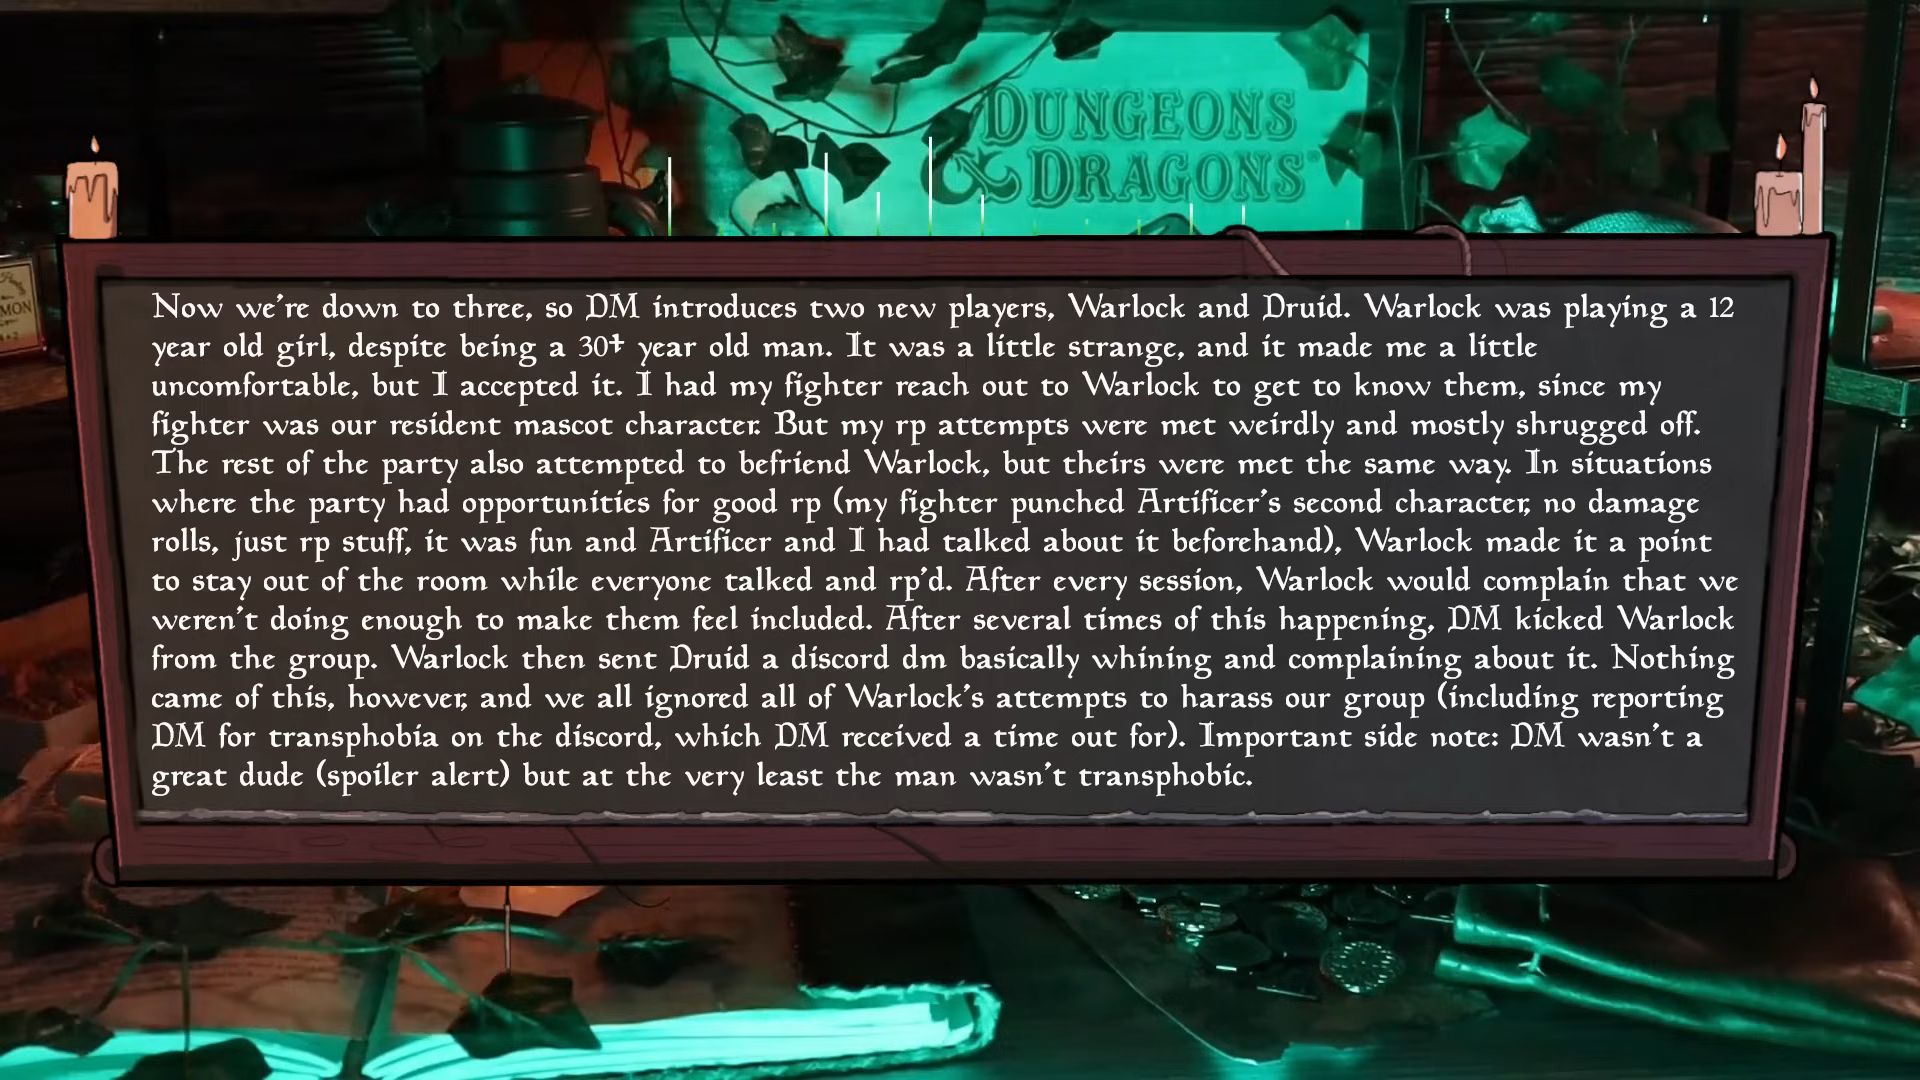 DUNGEONS
& DRAGONS®
MON
Now we're down to three, so DM introduces two new players, Warlock and Druid. Warlock was playing a 12
year old girl, despite being a 30+ year old man. It was a little strange, and it made me a little
uncomfortable, but I accepted it. I had my fighter reach out to Warlock to get to know them, since my
fighter was our resident mascot character. But my rp attempts were met weirdly and mostly shrugged off.
The rest of the party also attempted to befriend Warlock, but theirs were met the same way. In situations
where the party had opportunities for good rp (my fighter punched Artificer's second character, no damage
rolls, just rp stuff, it was fun and Artificer and I had talked about it beforehand), Warlock made it a point
to stay out of the room while everyone talked and rp'd. After every session, Warlock would complain that we
weren't doing enough to make them feel included. After several times of this happening, DM kicked Warlock
from the group. Warlock then sent Druid a discord dm basically whining and complaining about it. Nothing
came of this, however, and we all ignored all of Warlock's attempts to harass our group (including reporting
DM for transphobia on the discord, which DM received a time out for). Important side note: DM wasn't a
great dude (spoiler alert) but at the very least the man wasn't transphobic.